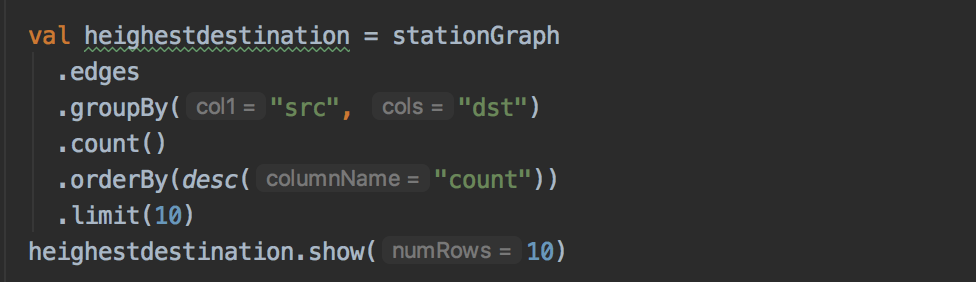 val heighestdestination = stationGraph
.edges
.groupBy( col1 = "src", cols = "dst")
.count()
.orderBy(desc( columnName = "count"))
.limit(10)
heighestdestination.show( numRows = 10)